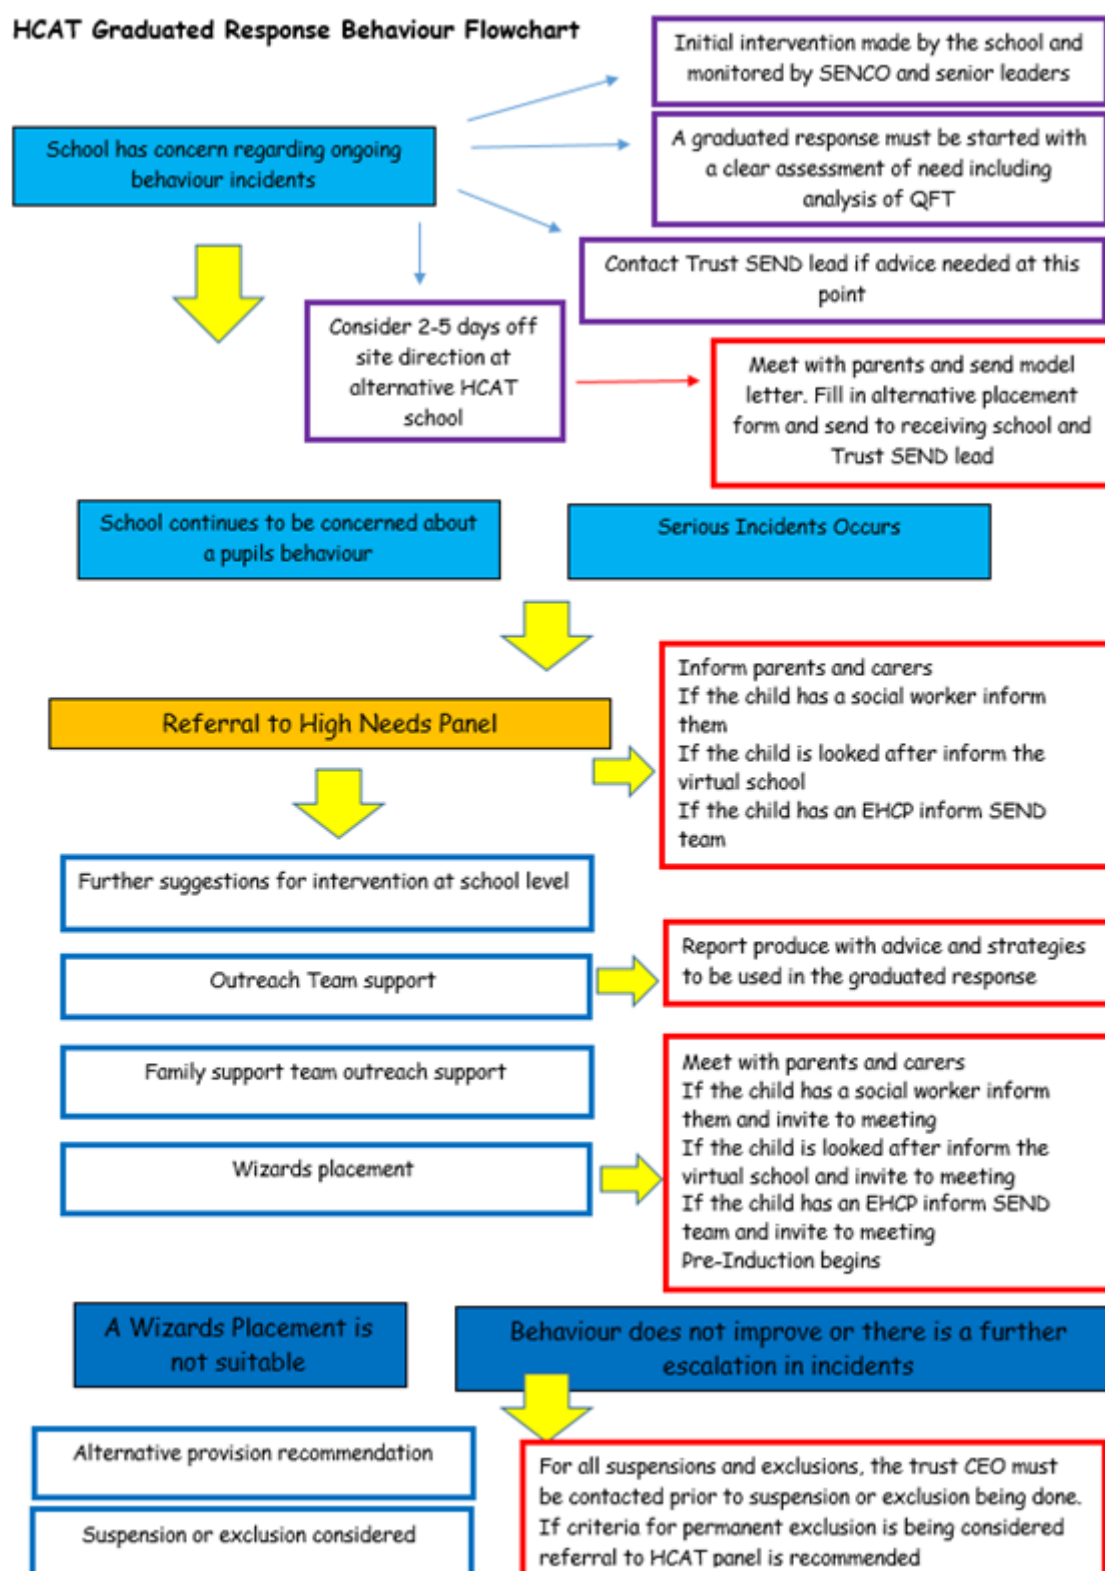 HCAT Graduated Response Behaviour Flowchart
Initial intervention made by the school and
monitored by SENCO and senior leaders
School has concern regarding ongoing
behaviour incidents
A graduated response must be started with
a clear assessment of need including
analysis of QFT
Contact Trust SEND lead if advice needed at this
point
Consider 2-5 days off
site direction at
alternative HCAT
school
Meet with parents and send model
letter. Fill in alternative placement
form and send to receiving school and
Trust SEND lead
School continues to be concerned about
a pupils behaviour
Serious Incidents Occurs
Referral to High Needs Panel
Inform parents and carers
If the child has a social worker inform
them
If the child is looked after inform the
virtual school
If the child has an EHCP inform SEND
team
Further suggestions for intervention at school level
Outreach Team support
Report produce with advice and strategies
to be used in the graduated response
Family support team outreach support
Wizards placement
Meet with parents and carers
If the child has a social worker inform
them and invite to meeting
If the child is looked after inform the
virtual school and invite to meeting
If the child has an EHCP inform SEND
team and invite to meeting
Pre-Induction begins
A Wizards Placement is
not suitable
Behaviour does not improve or there is a further
escalation in incidents
Alternative provision recommendation
Suspension or exclusion considered
For all suspensions and exclusions, the trust CEO must
be contacted prior to suspension or exclusion being done.
If criteria for permanent exclusion is being considered
referral to HCAT panel is recommended